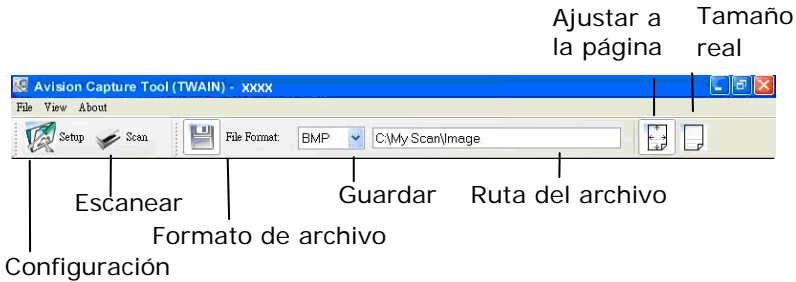 Ajustar a
la página
Tamaño
real
Avision Capture Tool (TWAIN) - xxxx
File View About
Setup Scan File Format: BMP C:\My Scan\Image
Escanear
Guardar
Ruta del archivo
Formato de archivo
Configuración